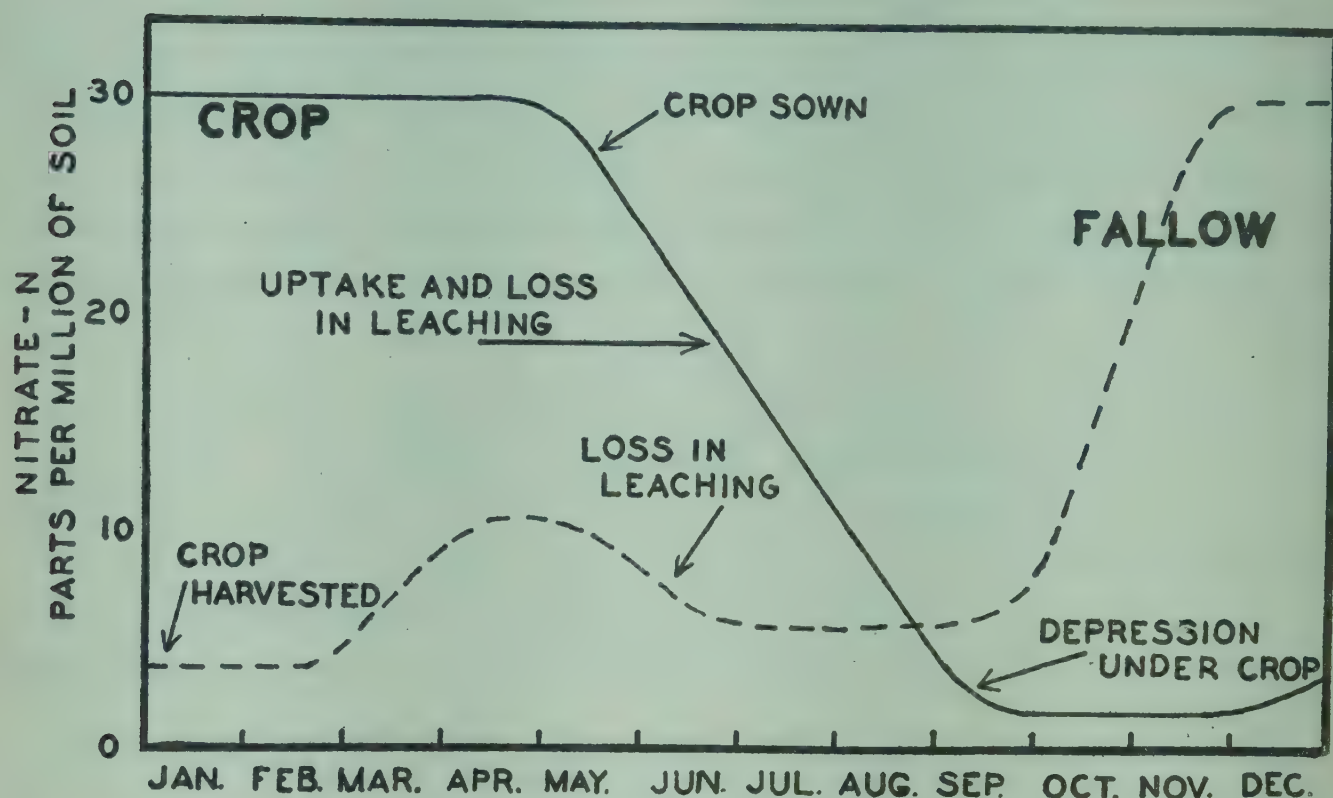 NITRATE-N
PARTS PER MILLION OF SOIL
30
20
10
0
CROP
CROP SOWN
FALLOW
UPTAKE AND LOSS
IN LEACHING
LOSS IN
LEACHING
CROP
HARVESTED
DEPRESSION
UNDER CROP
JAN. FEB. MAR. APR. MAY. JUN. JUL. AUG. SEP. OCT. NOV. DEC.